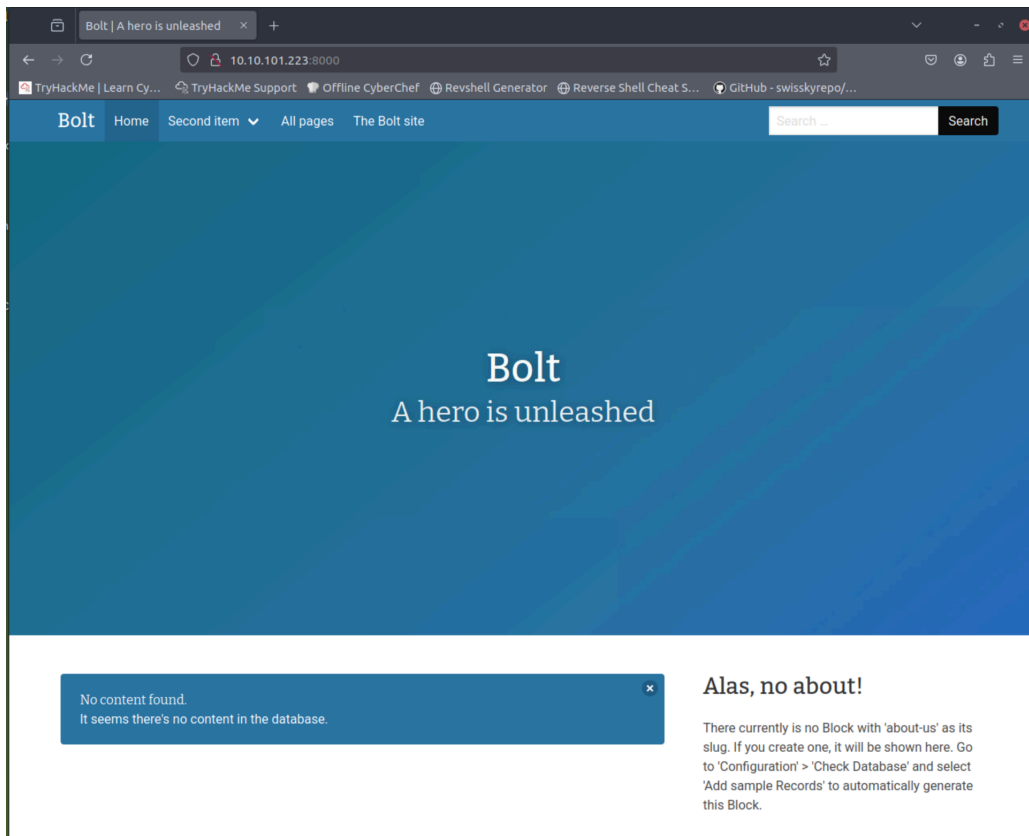 Bolt | A hero is unleashed
10.10.101.223:8000
TryHackMe | Learn Cy... TryHackMe Support Offline CyberChef Revshell Generator Reverse Shell Cheat S... GitHub - swisskyrepo/...
Bolt Home Second item All pages The Bolt site Search ... Search
Bolt
A hero is unleashed
No content found.
It seems there's no content in the database.
Alas, no about!
There currently is no Block with 'about-us' as its
slug. If you create one, it will be shown here. Go
to 'Configuration' > 'Check Database' and select
'Add sample Records' to automatically generate
this Block.